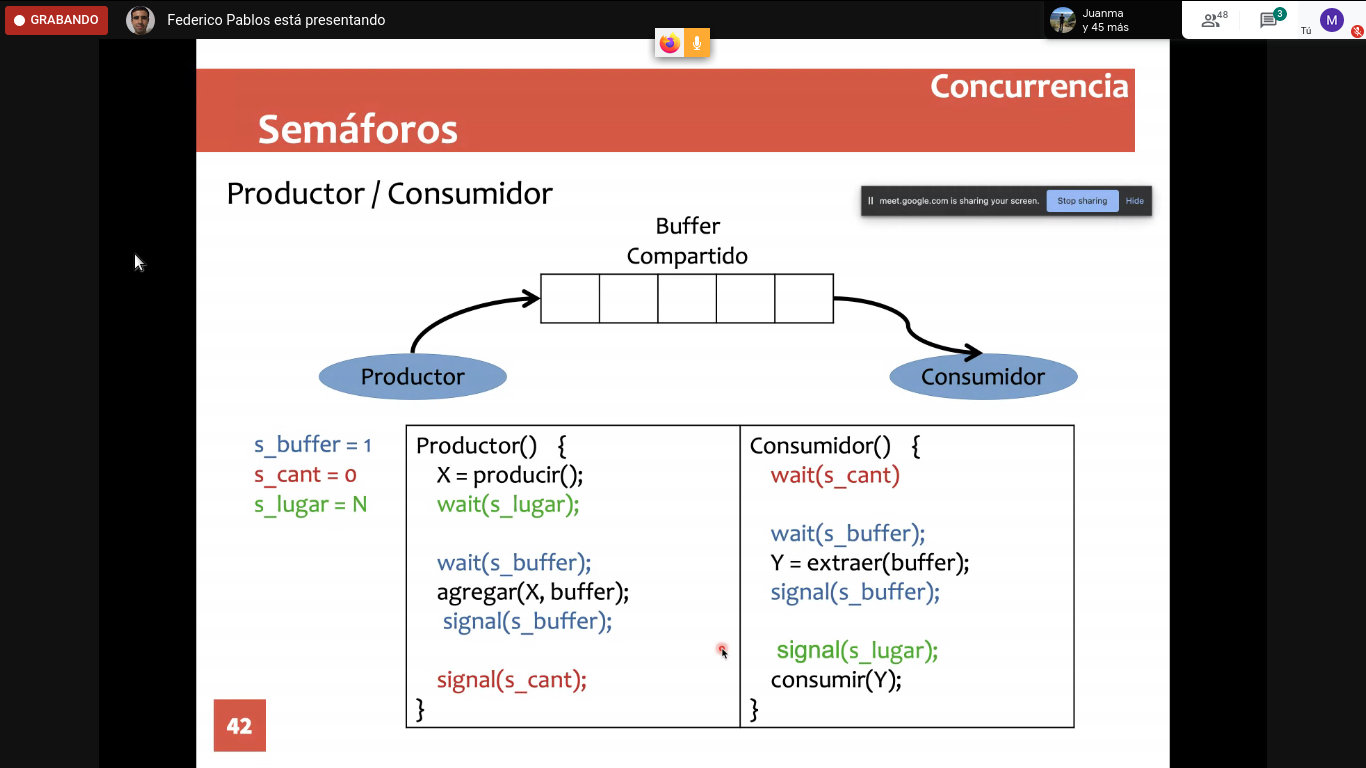 GRABANDO
Federico Pablos está presentando
Juanma
y 45 más
48
3
Tú
M
Concurrencia
Semáforos
Productor / Consumidor
meet.google.com is sharing your screen.
Stop sharing
Hide
Buffer
Compartido
Productor
Consumidor
s_buffer = 1
s_cant = 0
s_lugar = N
Productor() {
X = producir();
wait(s_lugar);
wait(s_buffer);
agregar(X, buffer);
signal(s_buffer);
signal(s_cant);
}
Consumidor() {
wait(s_cant)
wait(s_buffer);
Y = extraer(buffer);
signal(s_buffer);
signal(s_lugar);
consumir(Y);
}
42